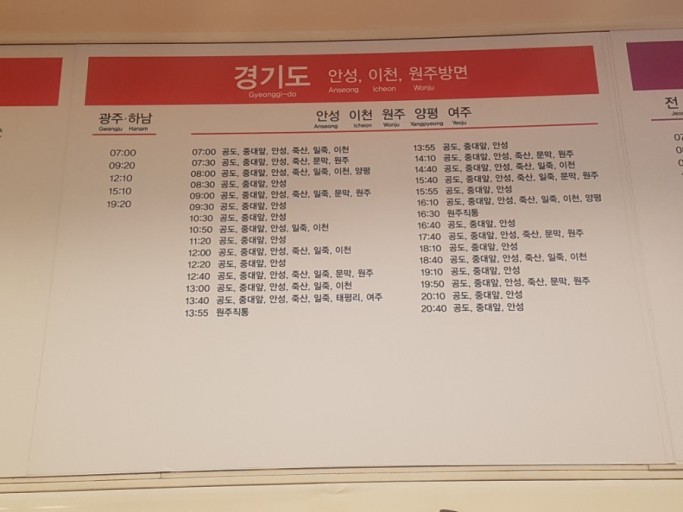 경기도 안성, 이천, 원주방면
Gyeonggi-do Anseong Icheon Wonju
광주·하남
Gwangju Hanam
07:00
09:20
12:10
15:10
19:20
안성 이천 원주 양평 여주
Anseong Icheon Wonju Yangpyeong Yeoju
07:00 공도, 중대앞, 안성, 죽산, 일죽, 이천
07:30 공도, 중대앞, 안성, 죽산, 문막, 원주
08:00 공도, 중대앞, 안성, 죽산, 일죽, 이천, 양평
08:30 공도, 중대앞, 안성
09:00 공도, 중대앞, 안성, 죽산, 일죽, 문막, 원주
09:30 공도, 중대앞, 안성
10:30 공도, 중대앞, 안성
10:50 공도, 중대앞, 안성, 일죽, 이천
11:20 공도, 중대앞, 안성
12:00 공도, 중대앞, 안성, 죽산, 일죽, 이천
12:20 공도, 중대앞, 안성
12:40 공도, 중대앞, 안성, 죽산, 일죽, 문막, 원주
13:00 공도, 중대앞, 안성, 죽산, 일죽, 이천
13:40 공도, 중대앞, 안성, 죽산, 일죽, 태평리, 여주
13:55 원주직통
13:55 공도, 중대앞, 안성
14:10 공도, 중대앞, 안성, 죽산, 문막, 원주
14:40 공도, 중대앞, 안성, 죽산, 일죽, 이천
15:40 공도, 중대앞, 안성, 죽산, 일죽, 문막, 원주
15:55 공도, 중대앞, 안성
16:10 공도, 중대앞, 안성, 죽산, 일죽, 이천, 양평
16:30 원주직통
16:40 공도, 중대앞, 안성
17:40 공도, 중대앞, 안성, 죽산, 문막, 원주
18:10 공도, 중대앞, 안성
18:40 공도, 중대앞, 안성, 죽산, 일죽, 이천
19:10 공도, 중대앞, 안성
19:50 공도, 중대앞, 안성, 죽산, 문막, 원주
20:10 공도, 중대앞, 안성
20:40 공도, 중대앞, 안성
전